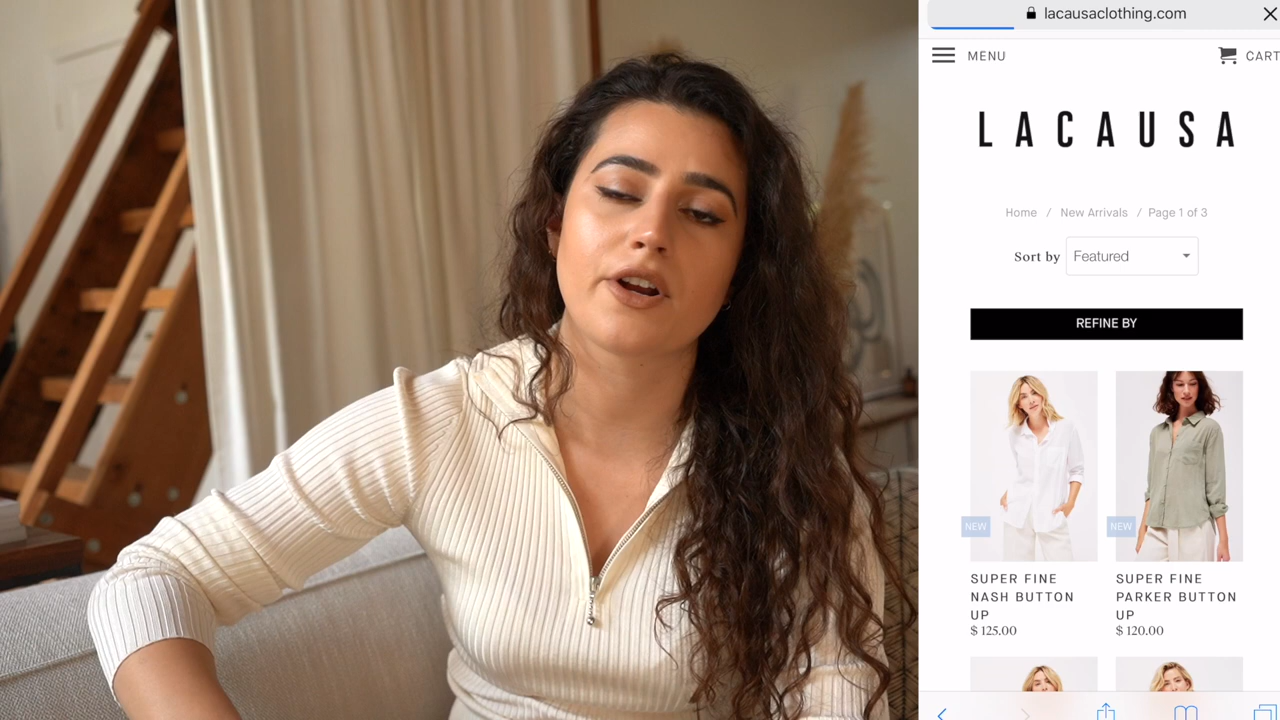 lacausaclothing.com
MENU
CART
LACAUSA
Home / New Arrivals / Page 1 of 3
Sort by Featured
REFINE BY
NEW
NEW
SUPER FINE
NASH BUTTON
UP
$ 125.00
SUPER FINE
PARKER BUTTON
UP
$ 120.00